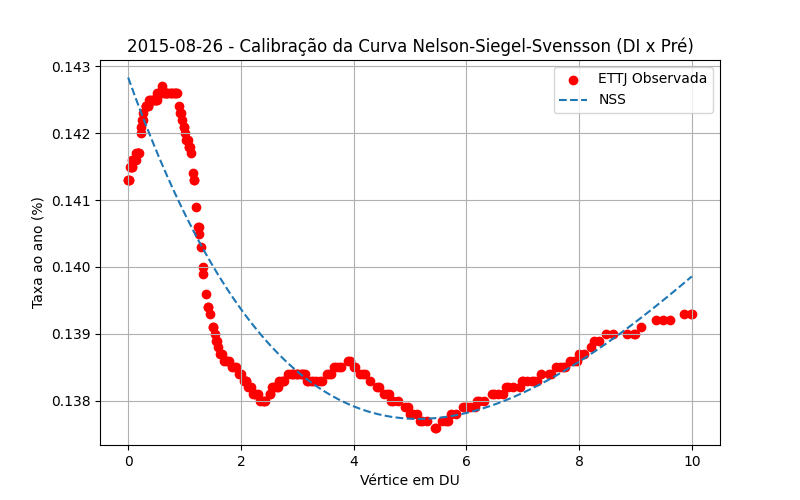 2015-08-26 - Calibração da Curva Nelson-Siegel-Svensson (DI x Pré)
ETTJ Observada
NSS
Taxa ao ano (%)
0.143
0.142
0.141
0.140
0.139
0.138
0 2 4 6 8 10
Vértice em DU